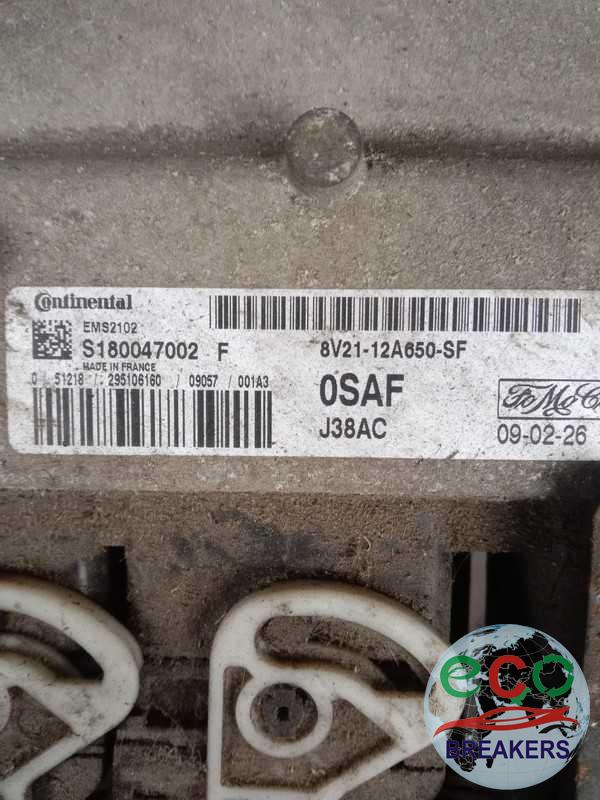 Continental
EMS2102
S180047002 F
MADE IN FRANCE
0 51218 / 295106160 / 09057 / 001A3
8V21-12A650-SF
0SAF
J38AC
FoMoCo
09-02-26
eco
BREAKERS